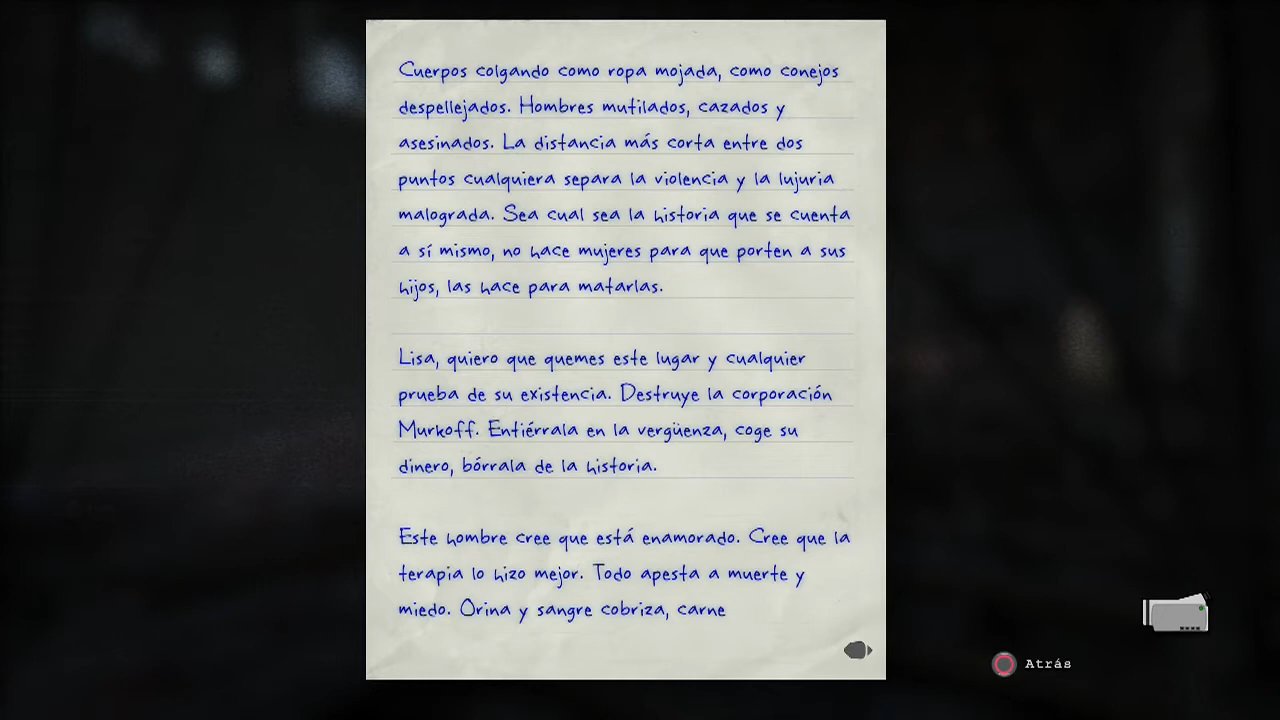 Cuerpos colgando como ropa mojada, como conejos
despellejados. Hombres mutilados, cazados y
asesinados. La distancia más corta entre dos
puntos cualquiera separa la violencia y la lujuria
malograda. Sea cual sea la historia que se cuenta
a sí mismo, no hace mujeres para que porten a sus
hijos, las hace para matarlas.
Lisa, quiero que quemes este lugar y cualquier
prueba de su existencia. Destruye la corporación
Murkoff. Entiérrala en la vergüenza, coge su
dinero, bórrala de la historia.
Este hombre cree que está enamorado. Cree que la
terapia lo hizo mejor. Todo apesta a muerte y
miedo. Orina y sangre cobriza, carne
Atrás